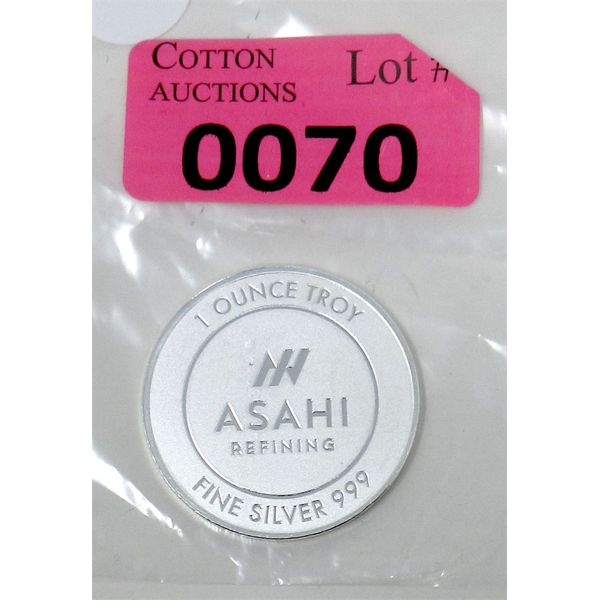 COTTON Lot #
AUCTIONS
0070
1 OUNCE TROY
ASAHI
REFINING
FINE SILVER 999